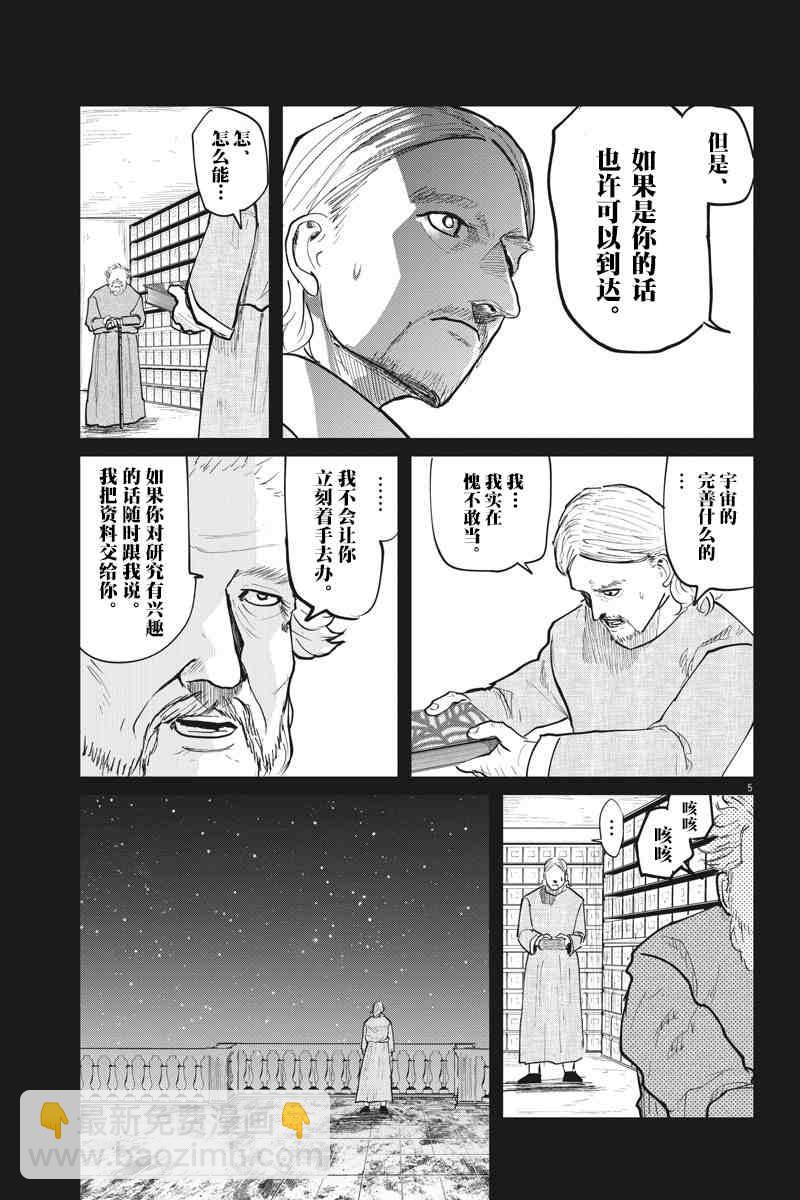 但是、
如果是你的话
也许可以到达。
怎、
怎么能…
宇宙的
完善什么的
…
我…
我实在
愧不敢当。
……
我不会让你
立刻着手去办。
如果你对研究有兴趣
的话随时跟我说。
我把资料交给你。
5
咳咳
咳咳
…
最新免费漫画
www.baozimh.com